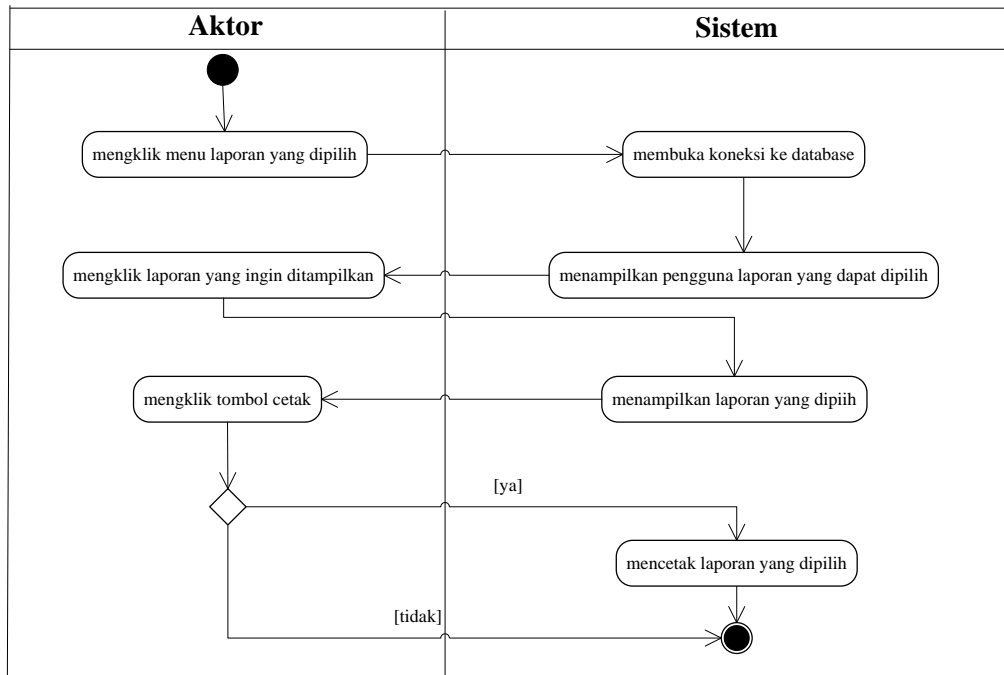 Aktor
Sistem
mengklik menu laporan yang dipilih
membuka koneksi ke database
mengklik laporan yang ingin ditampilkan
menampilkan pengguna laporan yang dapat dipilih
mengklik tombol cetak
menampilkan laporan yang dipiih
[ya]
mencetak laporan yang dipilih
[tidak]